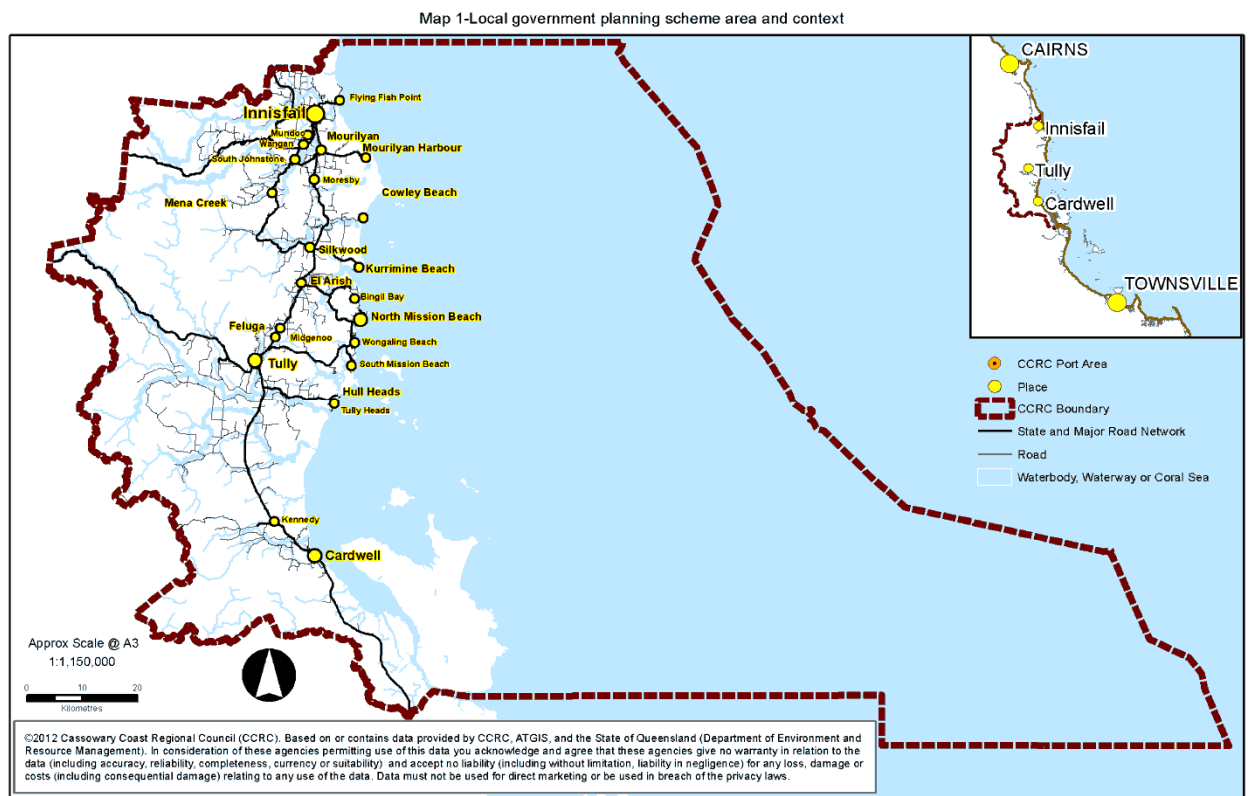 Map 1-Local government planning scheme area and context
CAIRNS
Innisfail
Tully
Cardwell
TOWNSVILLE
Flying Fish Point
Innisfail
Mundoo
Wangan
Mourilyan
South Johnstone
Mourilyan Harbour
Moresby
Mena Creek
Cowley Beach
Silkwood
Kurrimine Beach
El Arish
Bingil Bay
North Mission Beach
Feluga
Midgenoo
Wongaling Beach
Tully
South Mission Beach
Hull Heads
Tully Heads
Kennedy
Cardwell
CCRC Port Area
Place
CCRC Boundary
State and Major Road Network
Road
Waterbody, Waterway or Coral Sea
Approx Scale @ A3
1:1,150,000
0 10 20
Kilometres
©2012 Cassowary Coast Regional Council (CCRC). Based on or contains data provided by CCRC, ATGIS, and the State of Queensland (Department of Environment and
Resource Management). In consideration of these agencies permitting use of this data you acknowledge and agree that these agencies give no warranty in relation to the
data (including accuracy, reliability, completeness, currency or suitability) and accept no liability (including without limitation, liability in negligence) for any loss, damage or
costs (including consequential damage) relating to any use of the data. Data must not be used for direct marketing or be used in breach of the privacy laws.